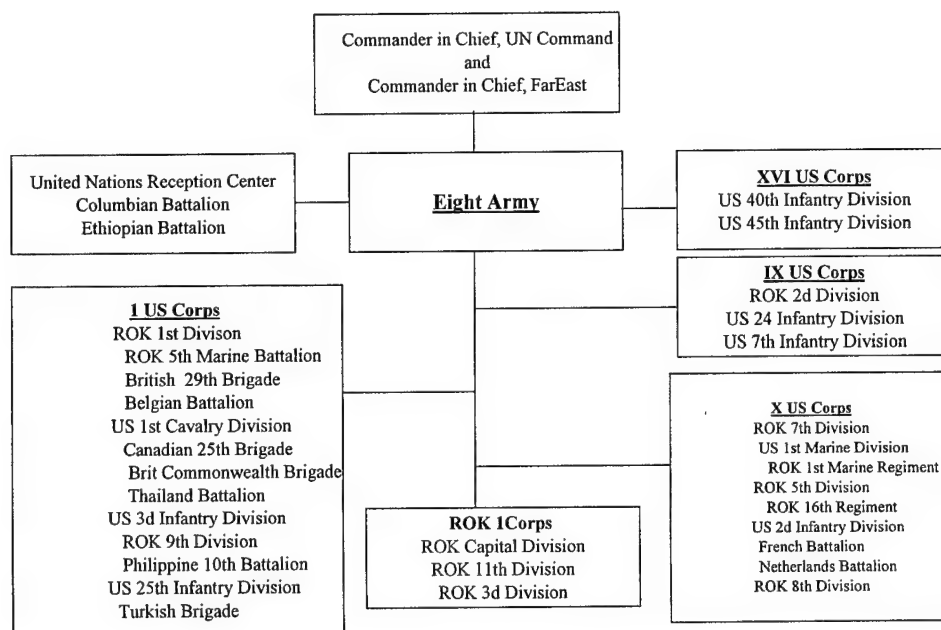 Commander in Chief, UN Command
and
Commander in Chief, FarEast
United Nations Reception Center
Columbian Battalion
Ethiopian Battalion
Eight Army
XVI US Corps
US 40th Infantry Division
US 45th Infantry Division
IX US Corps
ROK 2d Division
US 24 Infantry Division
US 7th Infantry Division
1 US Corps
ROK 1st Divison
ROK 5th Marine Battalion
British 29th Brigade
Belgian Battalion
US 1st Cavalry Division
Canadian 25th Brigade
Brit Commonwealth Brigade
Thailand Battalion
US 3d Infantry Division
ROK 9th Division
Philippine 10th Battalion
US 25th Infantry Division
Turkish Brigade
ROK 1Corps
ROK Capital Division
ROK 11th Division
ROK 3d Division
X US Corps
ROK 7th Division
US 1st Marine Division
ROK 1st Marine Regiment
ROK 5th Division
ROK 16th Regiment
US 2d Infantry Division
French Battalion
Netherlands Battalion
ROK 8th Division